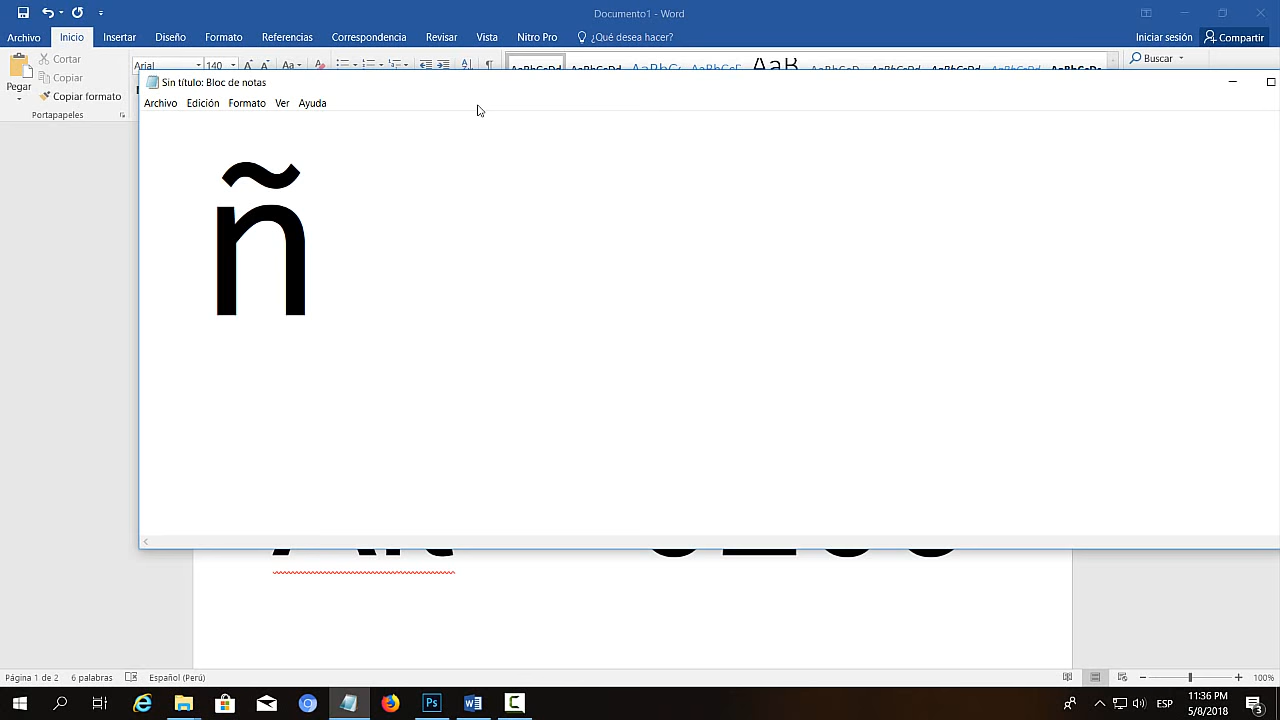 Documento1 - Word
Archivo Inicio Insertar Diseño Formato Referencias Correspondencia Revisar Vista Nitro Pro ¿Qué desea hacer? Iniciar sesión Compartir
Pegar
Cortar
Copiar
Copiar formato
Portapapeles
Arial 140 Aa
Buscar
Sin título: Bloc de notas
Archivo Edición Formato Ver Ayuda
ñ
Página 1 de 2 6 palabras Español (Perú) 100%
ESP
11:36 PM
5/8/2018
3